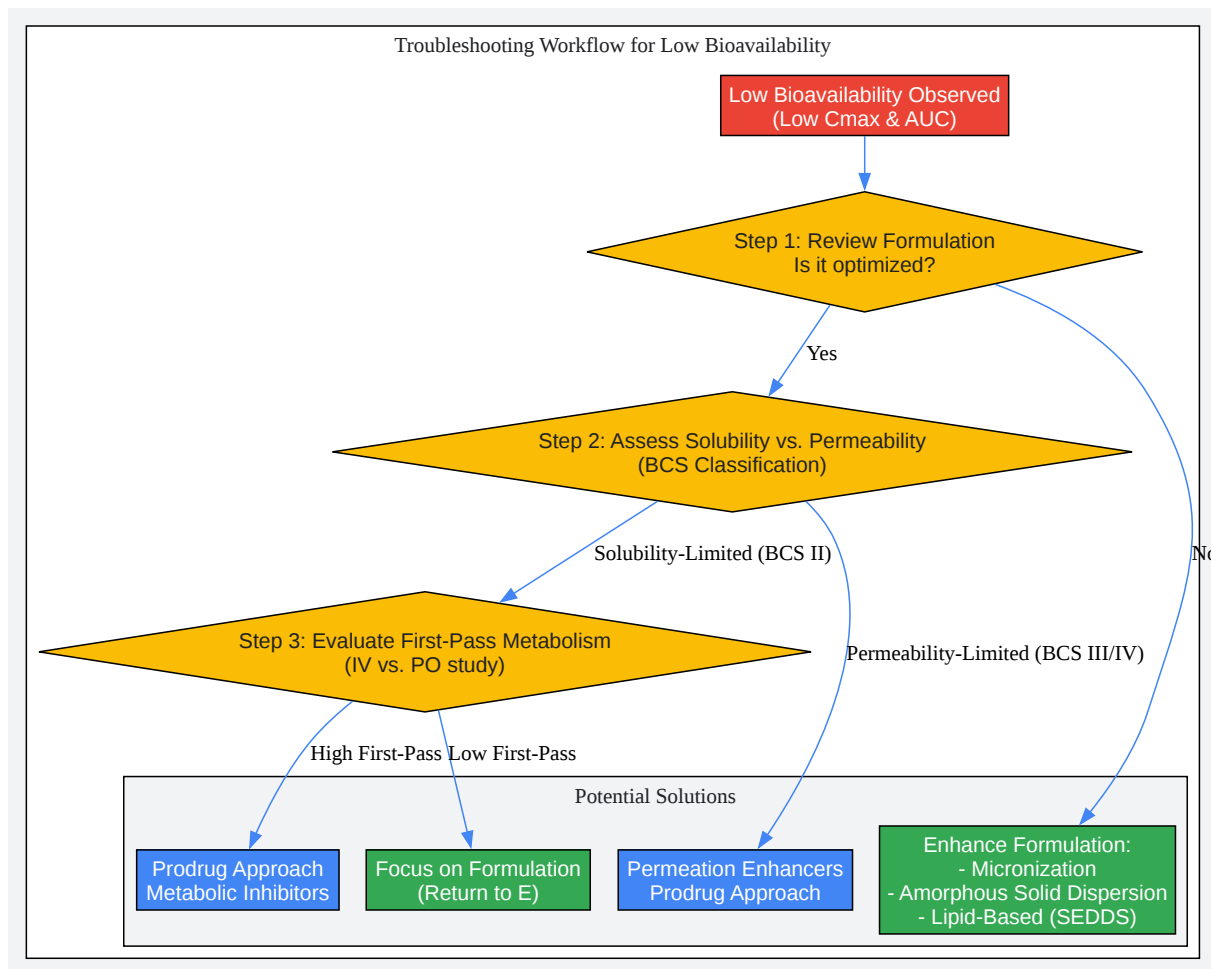 Troubleshooting Workflow for Low Bioavailability
Low Bioavailability Observed
(Low Cmax & AUC)
Step 1: Review Formulation
Is it optimized?
Yes
Step 2: Assess Solubility vs. Permeability
(BCS Classification)
Solubility-Limited (BCS II)
No
Step 3: Evaluate First-Pass Metabolism
(IV vs. PO study)
Permeability-Limited (BCS III/IV)
High First-Pass
Low First-Pass
Potential Solutions
Prodrug Approach
Metabolic Inhibitors
Focus on Formulation
(Return to E)
Permeation Enhancers
Prodrug Approach
Enhance Formulation:
- Micronization
- Amorphous Solid Dispersion
- Lipid-Based (SEDDS)